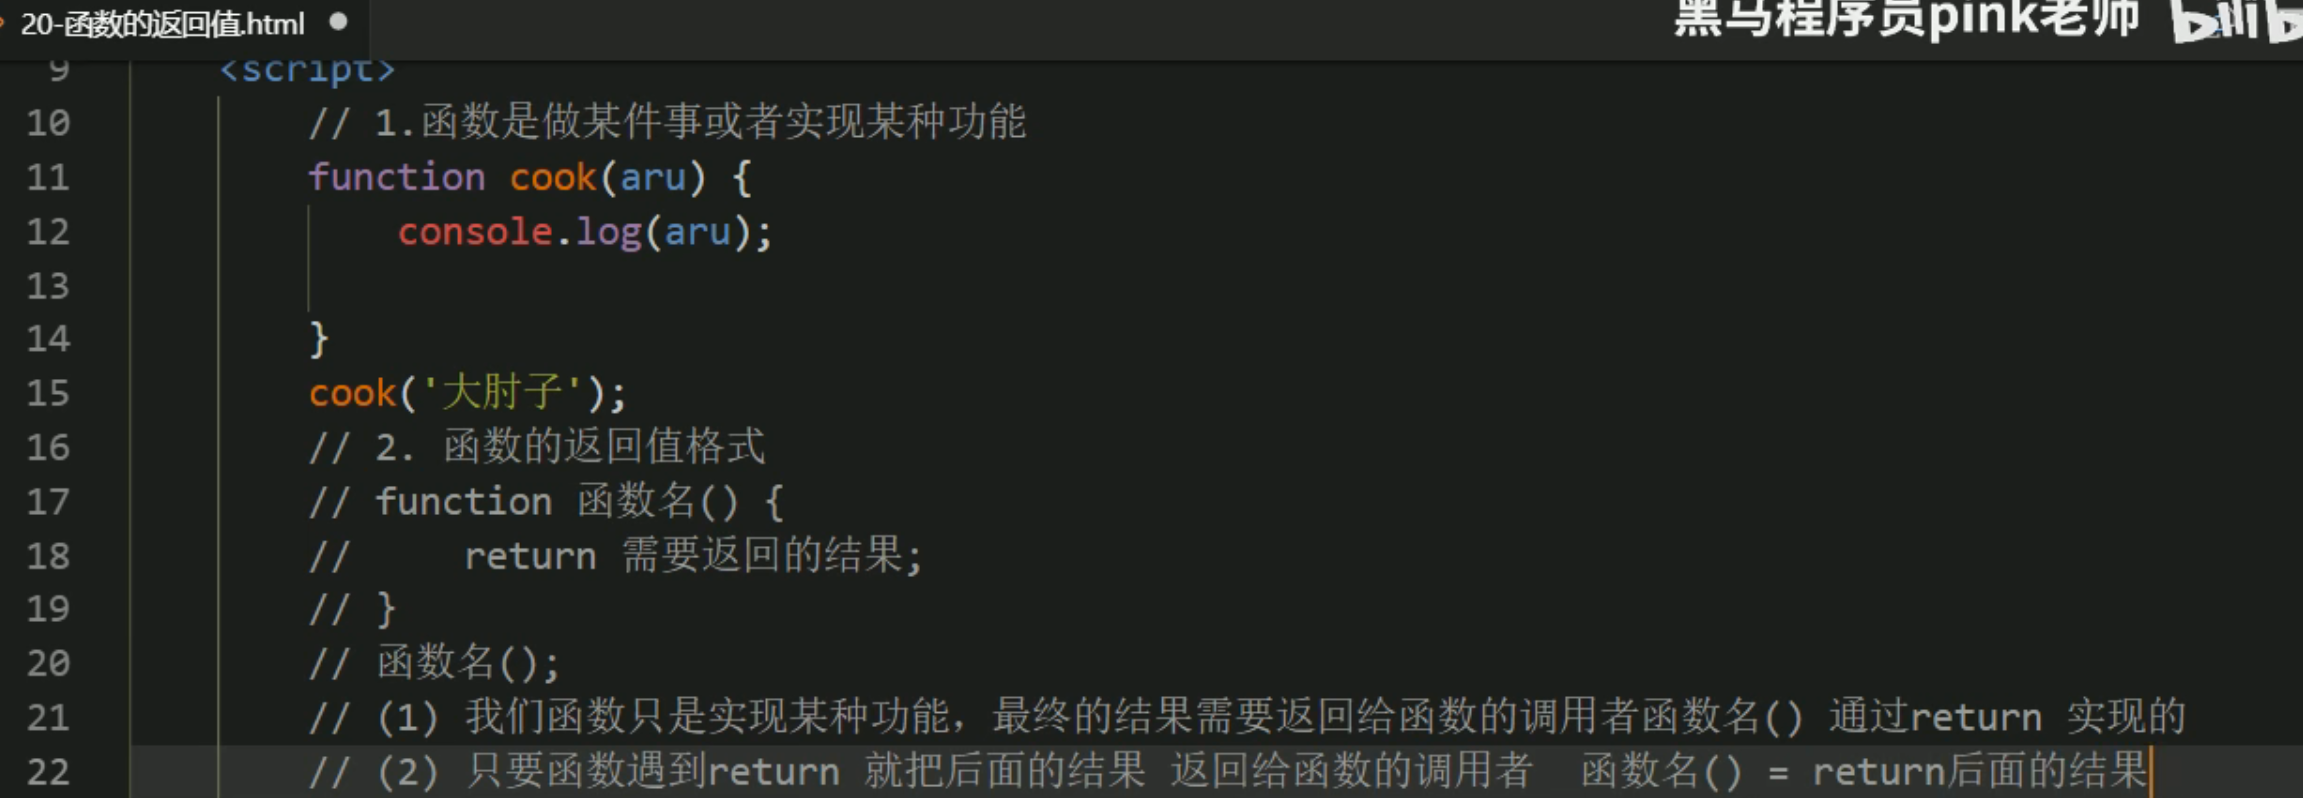 20-函数的返回值.html
黑马程序员pink老师 bilib
9 <script>
10 // 1.函数是做某件事或者实现某种功能
11 function cook(aru) {
12 console.log(aru);
13
14 }
15 cook('大肘子');
16 // 2. 函数的返回值格式
17 // function 函数名() {
18 // return 需要返回的结果;
19 // }
20 // 函数名();
21 // (1) 我们函数只是实现某种功能，最终的结果需要返回给函数的调用者函数名() 通过return 实现的
22 // (2) 只要函数遇到return 就把后面的结果 返回给函数的调用者 函数名() = return后面的结果